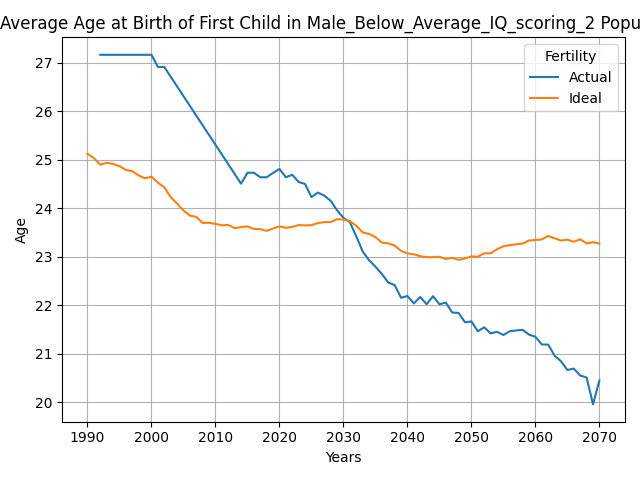 Average Age at Birth of First Child in Male_Below_Average_IQ_scoring_2 Popu
Fertility
Actual
Ideal
27
26
25
24
23
22
21
20
Age
1990 2000 2010 2020 2030 2040 2050 2060 2070
Years